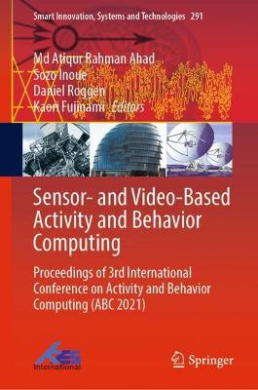 Smart Innovation, Systems and Technologies 291
Md Atiqur Rahman Ahad
Sozo Inoue
Daniel Roggen
Kaori Fujinami Editors
Sensor- and Video-Based
Activity and Behavior
Computing
Proceedings of 3rd International
Conference on Activity and Behavior
Computing (ABC 2021)
KES
International
Springer